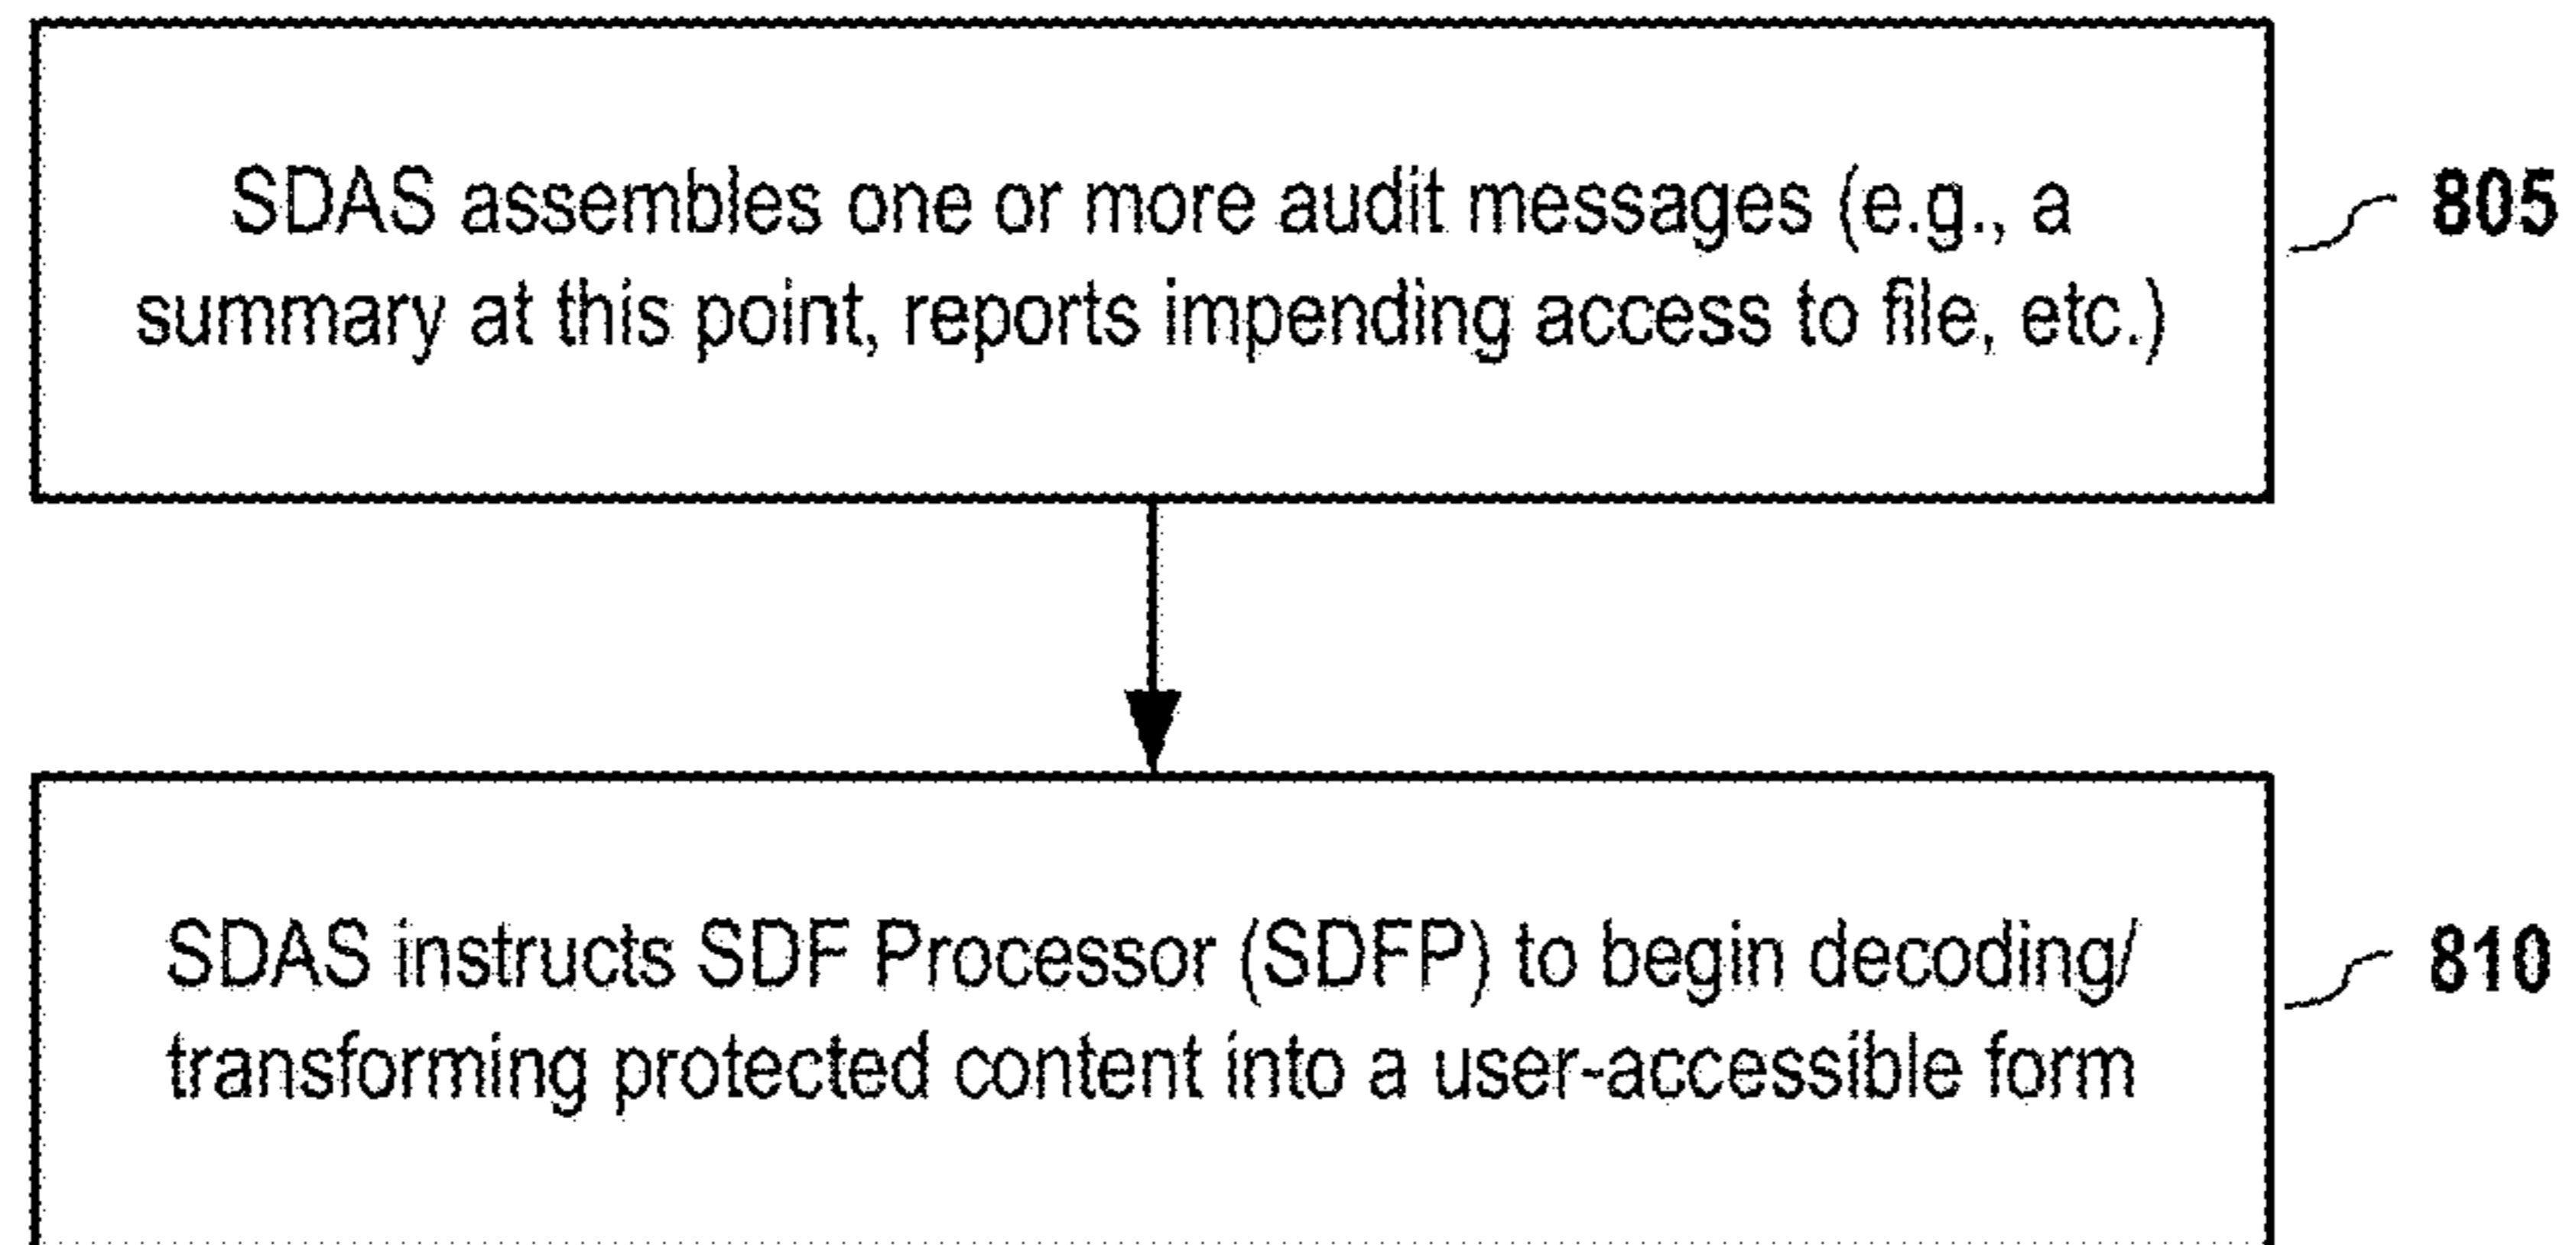 SDAS assembles one or more audit messages (e.g., a
summary at this point, reports impending access to file, etc.)
805
SDAS instructs SDF Processor (SDFP) to begin decoding/
transforming protected content into a user-accessible form
810